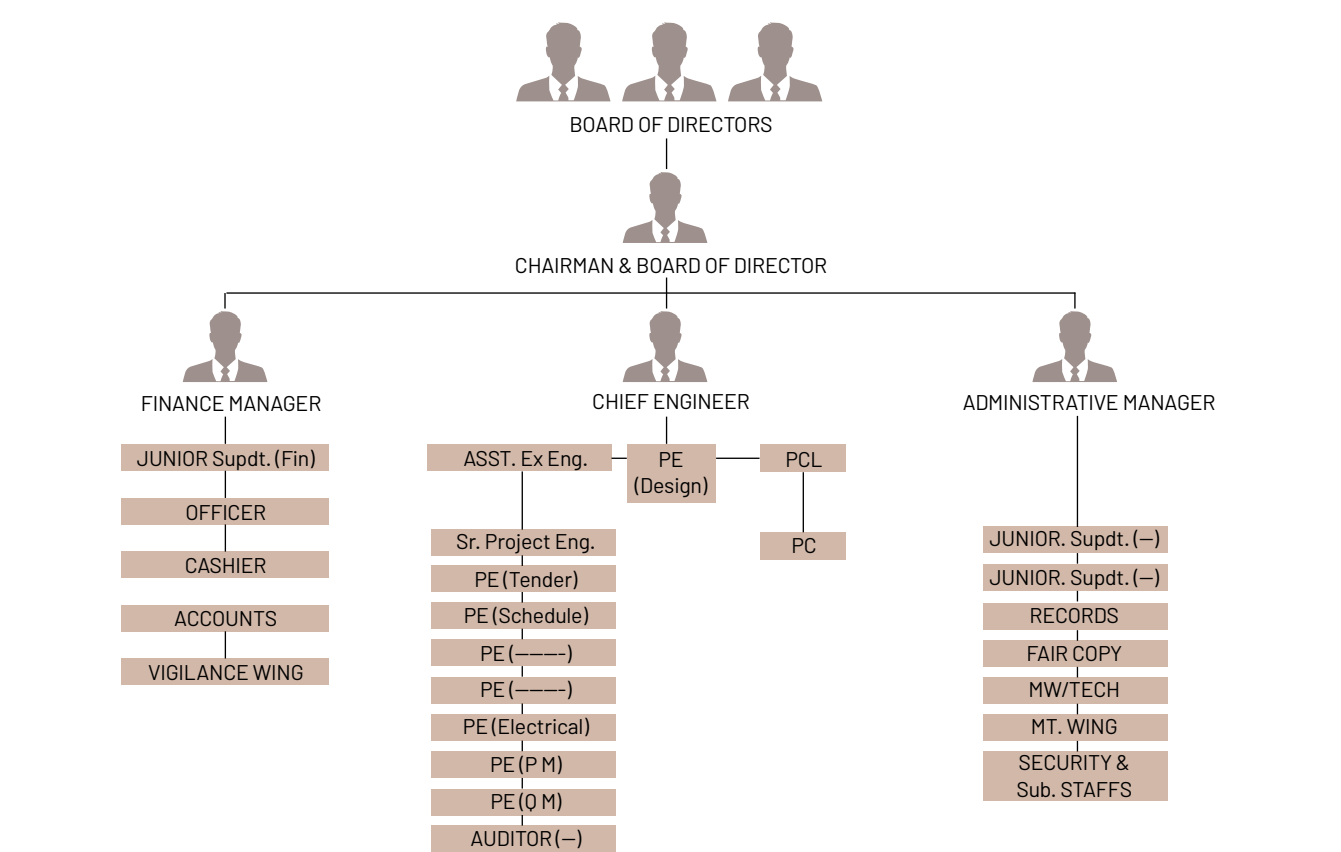 BOARD OF DIRECTORS
CHAIRMAN & BOARD OF DIRECTOR
FINANCE MANAGER
JUNIOR Supdt. (Fin)
OFFICER
CASHIER
ACCOUNTS
VIGILANCE WING
CHIEF ENGINEER
ASST. Ex Eng.
PE
(Design)
PCL
PC
Sr. Project Eng.
PE (Tender)
PE (Schedule)
PE (———-)
PE (———-)
PE (Electrical)
PE (P M)
PE (Q M)
AUDITOR (—)
ADMINISTRATIVE MANAGER
JUNIOR. Supdt. (—)
JUNIOR. Supdt. (—)
RECORDS
FAIR COPY
MW/TECH
MT. WING
SECURITY &
Sub. STAFFS